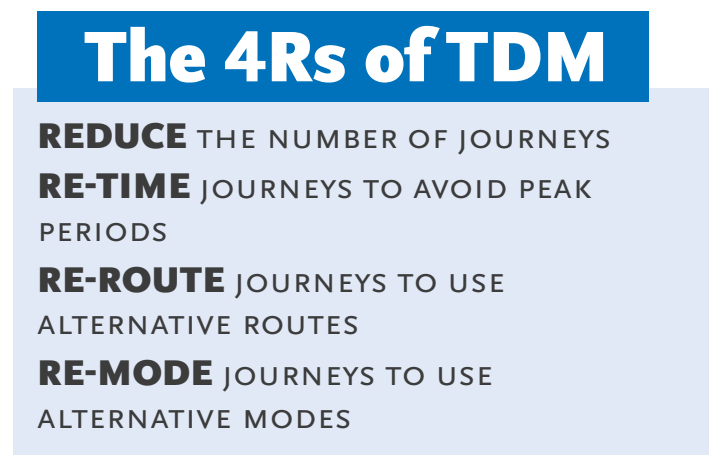 The 4Rs of TDM
REDUCE THE NUMBER OF JOURNEYS
RE-TIME JOURNEYS TO AVOID PEAK
PERIODS
RE-ROUTE JOURNEYS TO USE
ALTERNATIVE ROUTES
RE-MODE JOURNEYS TO USE
ALTERNATIVE MODES